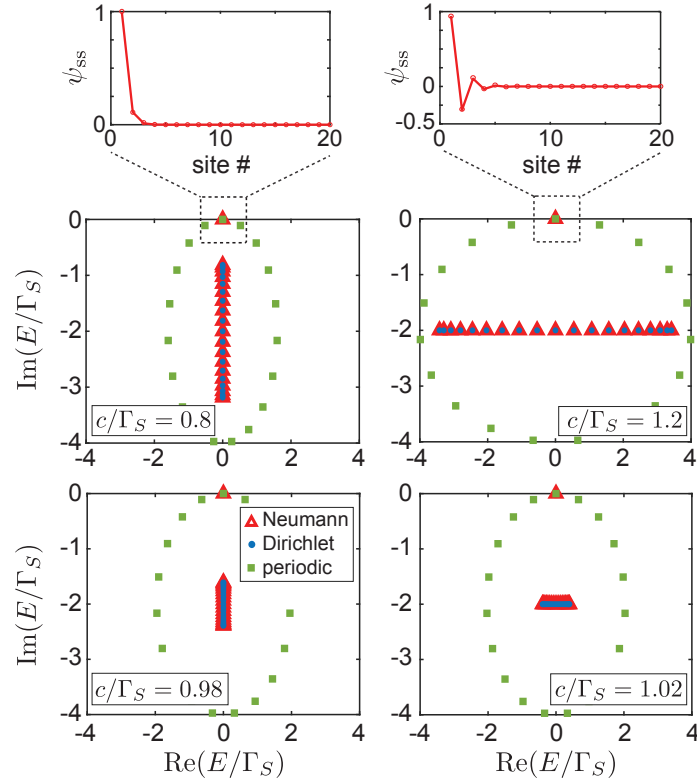 1
0
0 10 20
ψss
site #
0
-0.5
0 10 20
ψss
site #
0
-1
-2
-3
-4
-4 -2 0 2 4
Im(E/ΓS)
c/ΓS = 0.8
0
-1
-2
-3
-4
-4 -2 0 2 4
c/ΓS = 1.2
1
0
-1
-2
-3
-4
-4 -2 0 2 4
Im(E/ΓS)
Re(E/ΓS)
Neumann
Dirichlet
periodic
c/ΓS = 0.98
0
-1
-2
-3
-4
-4 -2 0 2 4
Re(E/ΓS)
c/ΓS = 1.02